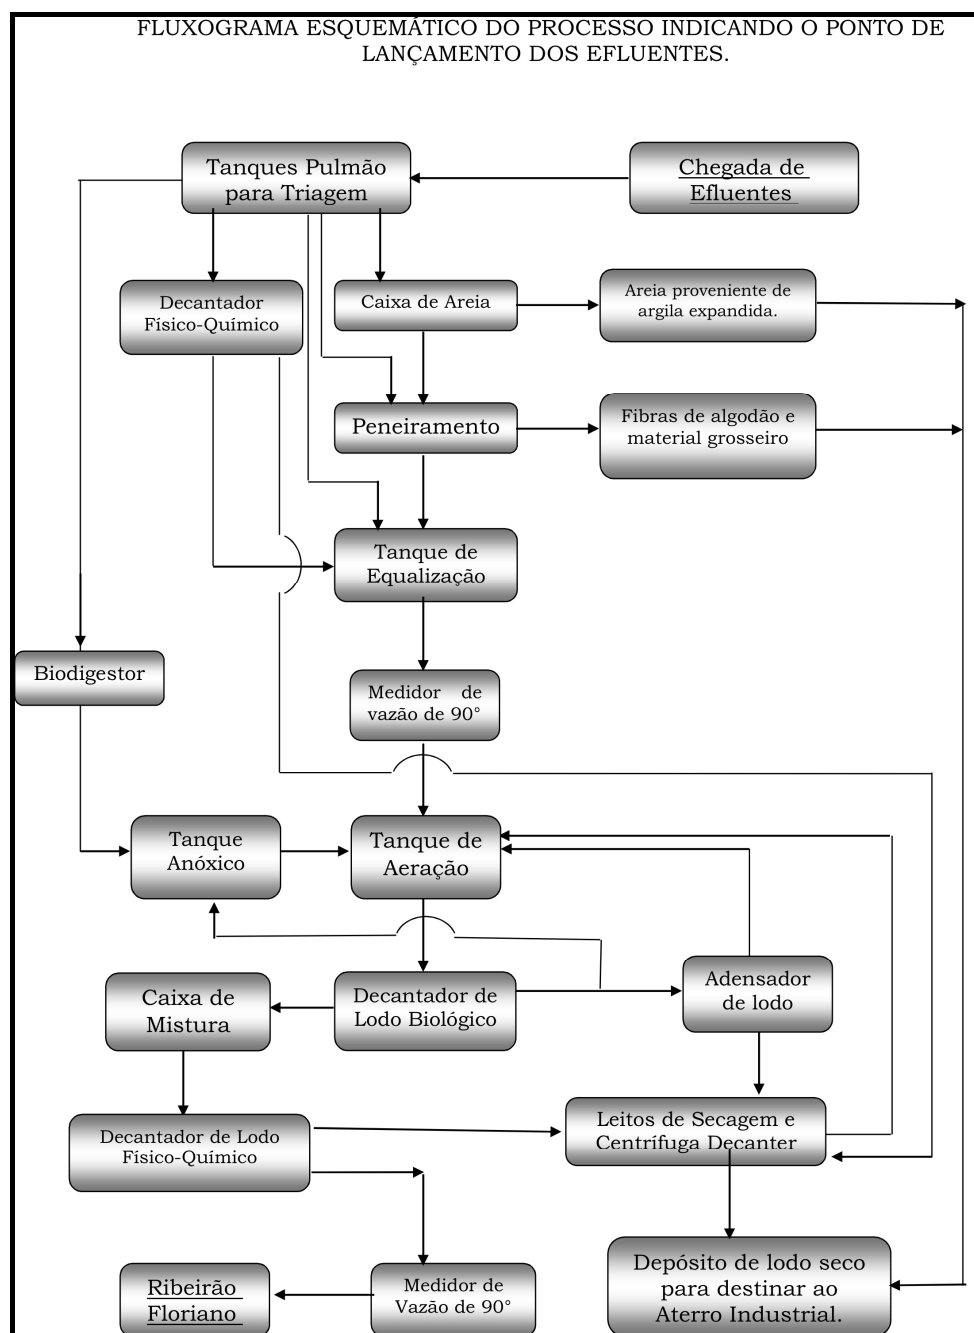 FLUXOGRAMA ESQUEMÁTICO DO PROCESSO INDICANDO O PONTO DE
LANÇAMENTO DOS EFLUENTES.
Tanques Pulmão
para Triagem
Chegada de
Efluentes
Decantador
Físico-Químico
Caixa de Areia
Areia proveniente de
argila expandida.
Peneiramento
Fibras de algodão e
material grosseiro
Tanque de
Equalização
Biodigestor
Medidor de
vazão de 90°
Tanque
Anóxico
Tanque de
Aeração
Caixa de
Mistura
Decantador de
Lodo Biológico
Adensador
de lodo
Decantador de Lodo
Físico-Químico
Leitos de Secagem e
Centrífuga Decanter
Ribeirão
Floriano
Medidor de
Vazão de 90°
Depósito de lodo seco
para destinar ao
Aterro Industrial.